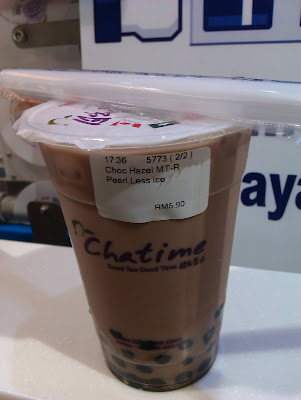 17:36 5773 ( 2/2 )
Choc Hazel MT-R
Pearl,Less Ice
RM5.90
aya
Chatime
Good Tea Good Time